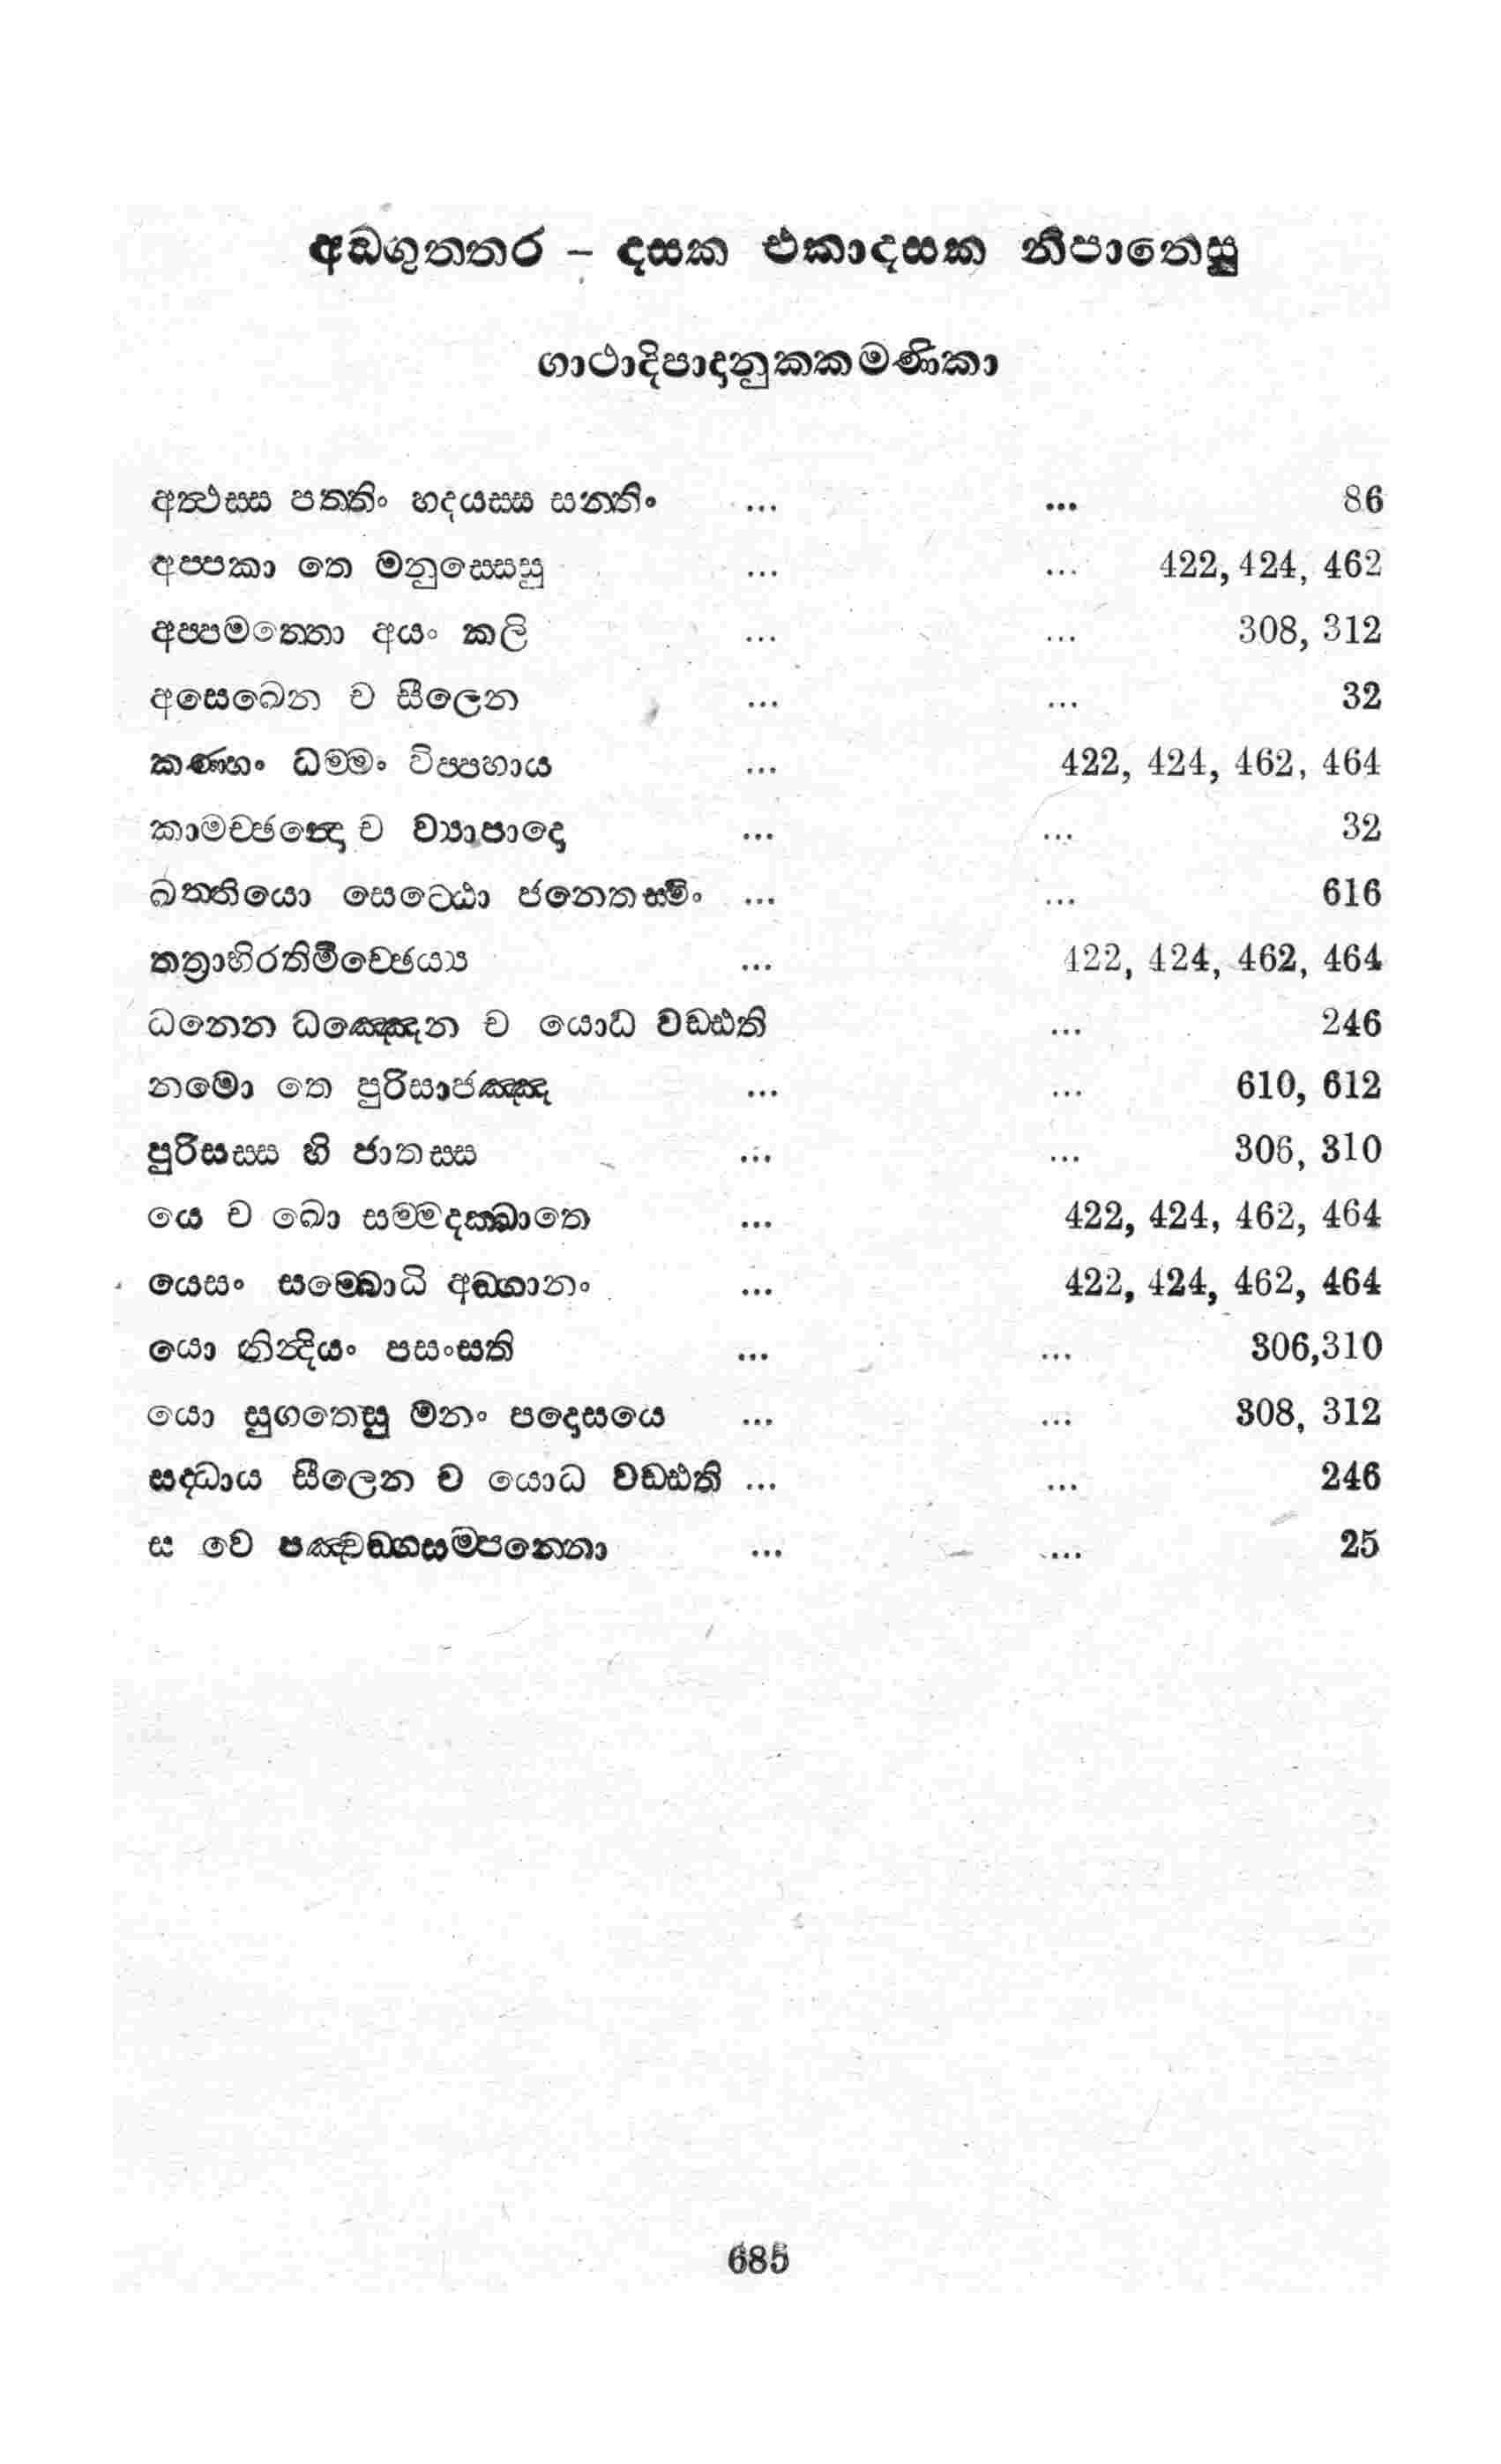 අඞ්ගුත්තර – දසක එකාදසක නිපාතෙසු
ගාථාදිපාදානුක්කමණිකා
අත්ථස්ස පත්තිං හදයස්ස සන්තිං ... ... 86
අප්පකා තෙ මනුස්සෙසු ... ... 422, 424, 462
අප්පමත්තො අයං කලි ... ... 308, 312
අසෙඛෙන ච සීලෙන ... ... 32
කණ්හං ධම්මං විප්පහාය ... 422, 424, 462, 464
කාමච්ඡන්දො ච ව්‍යාපාදො ... ... 32
ඛත්තියො සෙට්ඨො ජනෙතස්මිං ... ... 616
තත්‍රාභිරතිමිච්ඡෙය්‍ය ... 422, 424, 462, 464
ධනෙන ධඤ්ඤෙන ච යොධ වඩ්ඪති ... 246
නමො තෙ පුරිසාජඤ්ඤ ... ... 610, 612
පුරිසස්ස හි ජාතස්ස ... ... 306, 310
යෙ ච ඛො සම්මදක්ඛාතෙ ... 422, 424, 462, 464
යෙසං සම්බොධි අඞ්ගානං ... 422, 424, 462, 464
යො නින්දියං පසංසති ... ... 306,310
යො සුගතෙසු මනං පදොසයෙ ... ... 308, 312
සද්ධාය සීලෙන ච යොධ වඩ්ඪති ... ... 246
ස වෙ පඤ්චඞ්ගසම්පන්නො ... ... 25
685